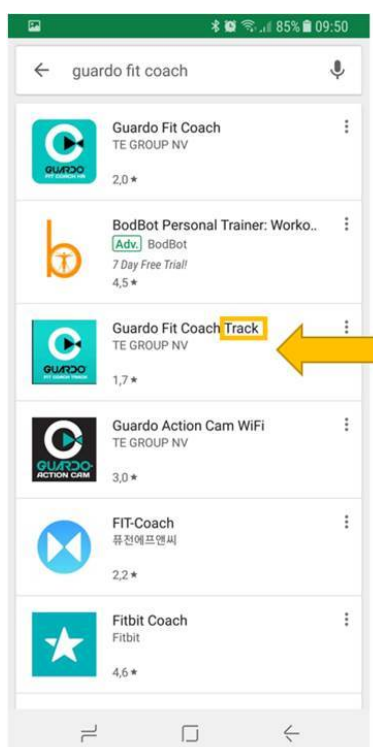 85% 09:50
guardo fit coach
Guardo Fit Coach
TE GROUP NV
GUARDO
FIT COACH HR
2,0 ★
BodBot Personal Trainer: Worko..
Adv. BodBot
7 Day Free Trial!
4,5 ★
Guardo Fit Coach Track
TE GROUP NV
GUARDO
FIT COACH TRACK
1,7 ★
Guardo Action Cam WiFi
TE GROUP NV
GUARDO
ACTION CAM
3,0 ★
FIT-Coach
퓨전에프앤씨
2,2 ★
Fitbit Coach
Fitbit
4,6 ★